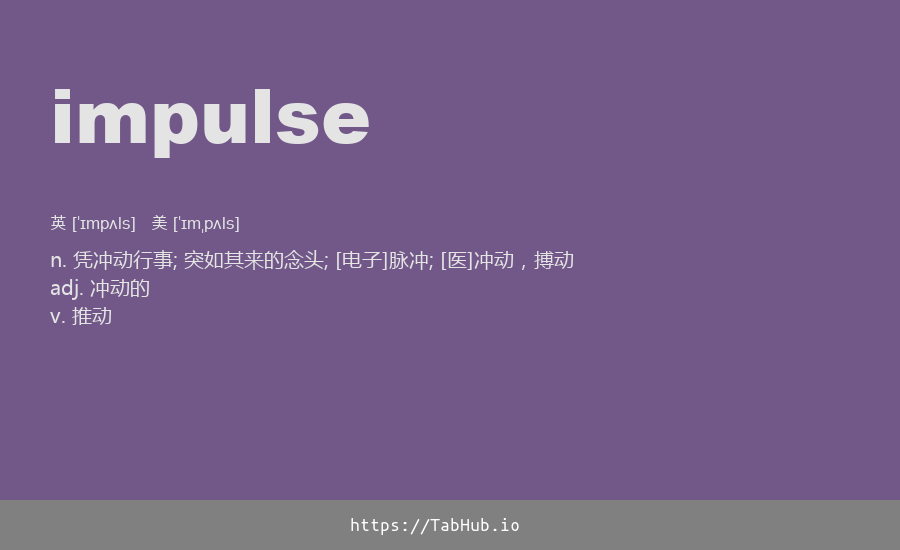 impulse
英 [ˈɪmpʌls] 美 [ˈɪmˌpʌls]
n. 凭冲动行事; 突如其来的念头; [电子]脉冲; [医]冲动，搏动
adj. 冲动的
v. 推动
https://TabHub.io